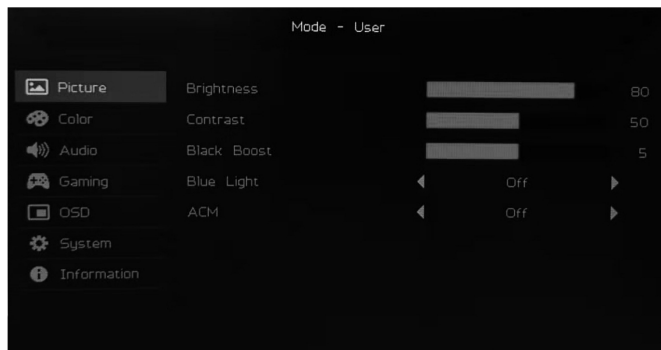 Mode - User
Picture
Brightness 80
Color
Contrast 50
Audio
Black Boost 5
Gaming
Blue Light Off
OSD
ACM Off
System
Information